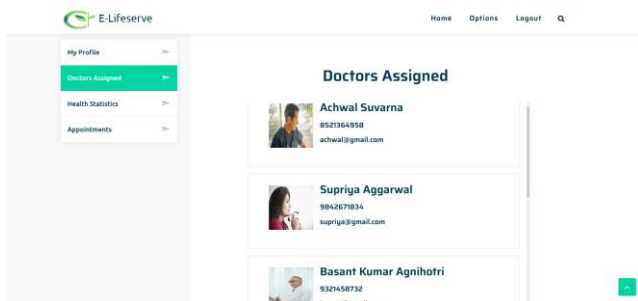 E-Lifeserve
Home Options Logout
My Profile
Doctors Assigned
Health Statistics
Appointments
Doctors Assigned
Achwal Suvarna
8521364958
achwal@gmail.com
Supriya Aggarwal
9842671834
supriya@gmail.com
Basant Kumar Agnihotri
9321458732